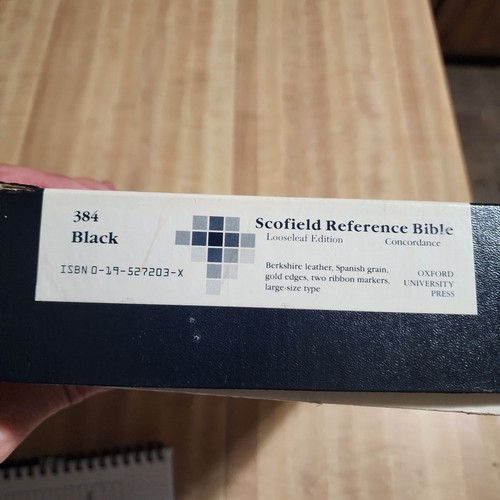 384
Black
ISBN 0-19-527203-X
Scofield Reference Bible
Looseleaf Edition Concordance
Berkshire leather, Spanish grain,
gold edges, two ribbon markers,
large-size type
OXFORD
UNIVERSITY
PRESS